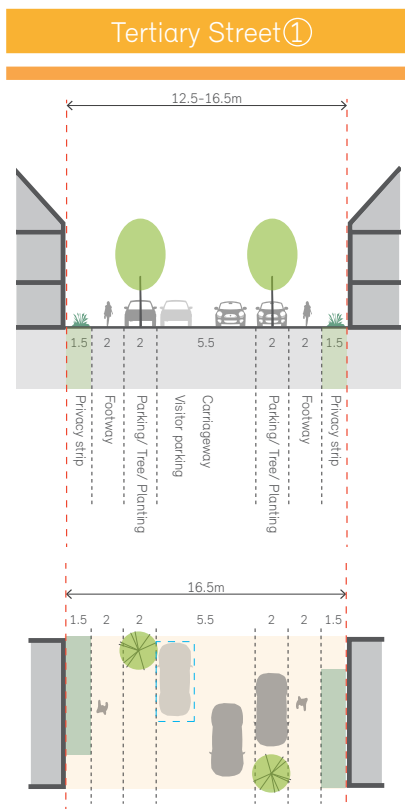 Tertiary Street①
12.5-16.5m
1.5 2 2 5.5 2 2 1.5
Privacy strip
Footway
Parking/ Tree/ Planting
Visitor parking
Carriageway
Parking/ Tree/ Planting
Footway
Privacy strip
16.5m
1.5 2 2 5.5 2 2 1.5